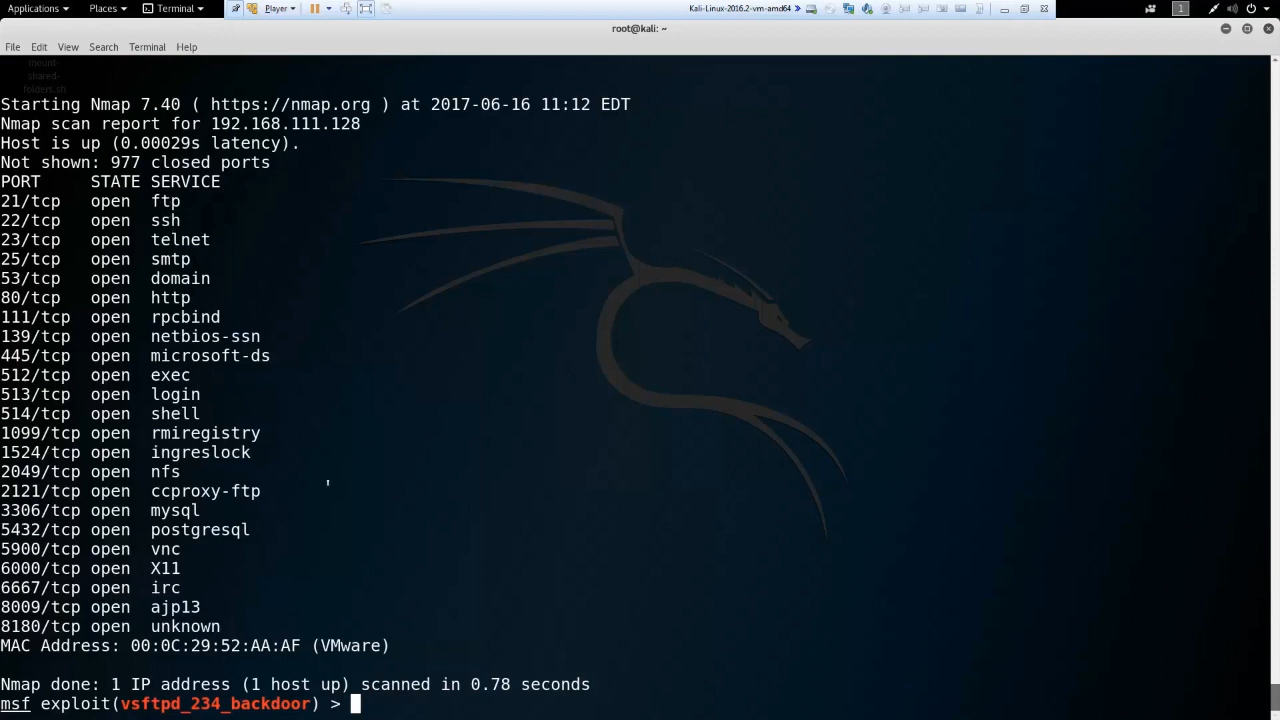 Applications Places Terminal Player Kali-Linux-2016.2-vm-amd64 1
root@kali: ~
File Edit View Search Terminal Help
mount-
shared-
folders.sh
Starting Nmap 7.40 ( https://nmap.org ) at 2017-06-16 11:12 EDT
Nmap scan report for 192.168.111.128
Host is up (0.00029s latency).
Not shown: 977 closed ports
PORT     STATE SERVICE
21/tcp   open  ftp
22/tcp   open  ssh
23/tcp   open  telnet
25/tcp   open  smtp
53/tcp   open  domain
80/tcp   open  http
111/tcp  open  rpcbind
139/tcp  open  netbios-ssn
445/tcp  open  microsoft-ds
512/tcp  open  exec
513/tcp  open  login
514/tcp  open  shell
1099/tcp open  rmiregistry
1524/tcp open  ingreslock
2049/tcp open  nfs
2121/tcp open  ccproxy-ftp
3306/tcp open  mysql
5432/tcp open  postgresql
5900/tcp open  vnc
6000/tcp open  X11
6667/tcp open  irc
8009/tcp open  ajp13
8180/tcp open  unknown
MAC Address: 00:0C:29:52:AA:AF (VMware)
Nmap done: 1 IP address (1 host up) scanned in 0.78 seconds
msf exploit(vsftpd_234_backdoor) >